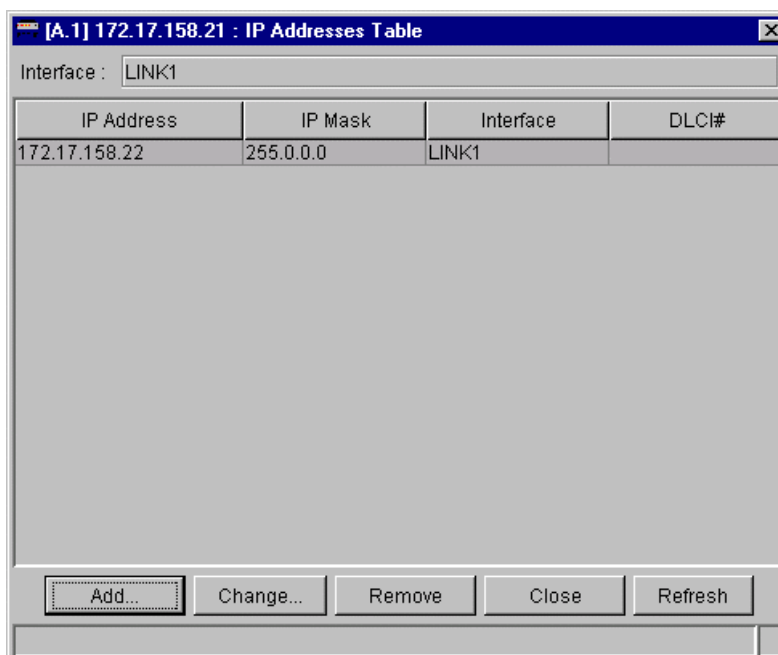 [A.1] 172.17.158.21 : IP Addresses Table
Interface : LINK1
IP Address IP Mask Interface DLCI#
172.17.158.22 255.0.0.0 LINK1
Add... Change... Remove Close Refresh